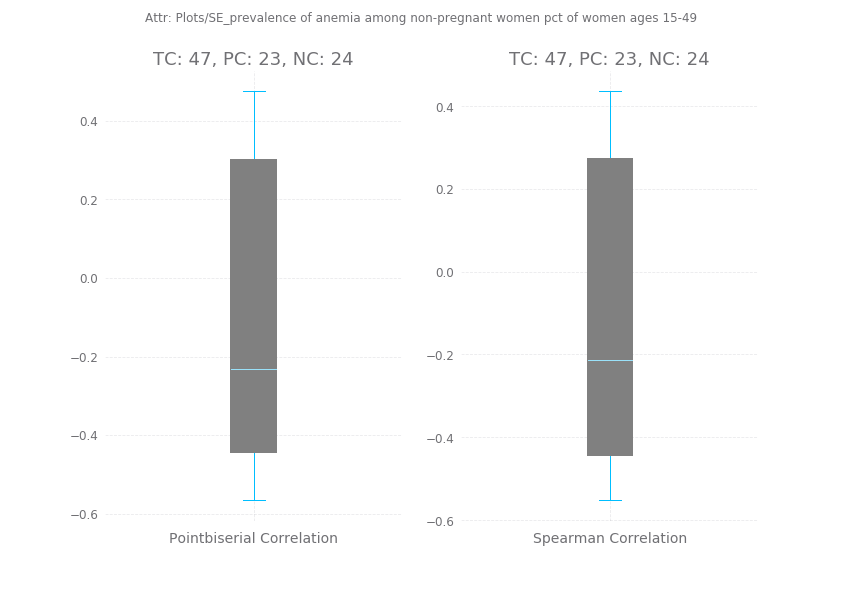 Attr: Plots/SE_prevalence of anemia among non-pregnant women pct of women ages 15-49
TC: 47, PC: 23, NC: 24
0.4
0.2
0.0
−0.2
−0.4
−0.6
Pointbiserial Correlation
TC: 47, PC: 23, NC: 24
0.4
0.2
0.0
−0.2
−0.4
−0.6
Spearman Correlation